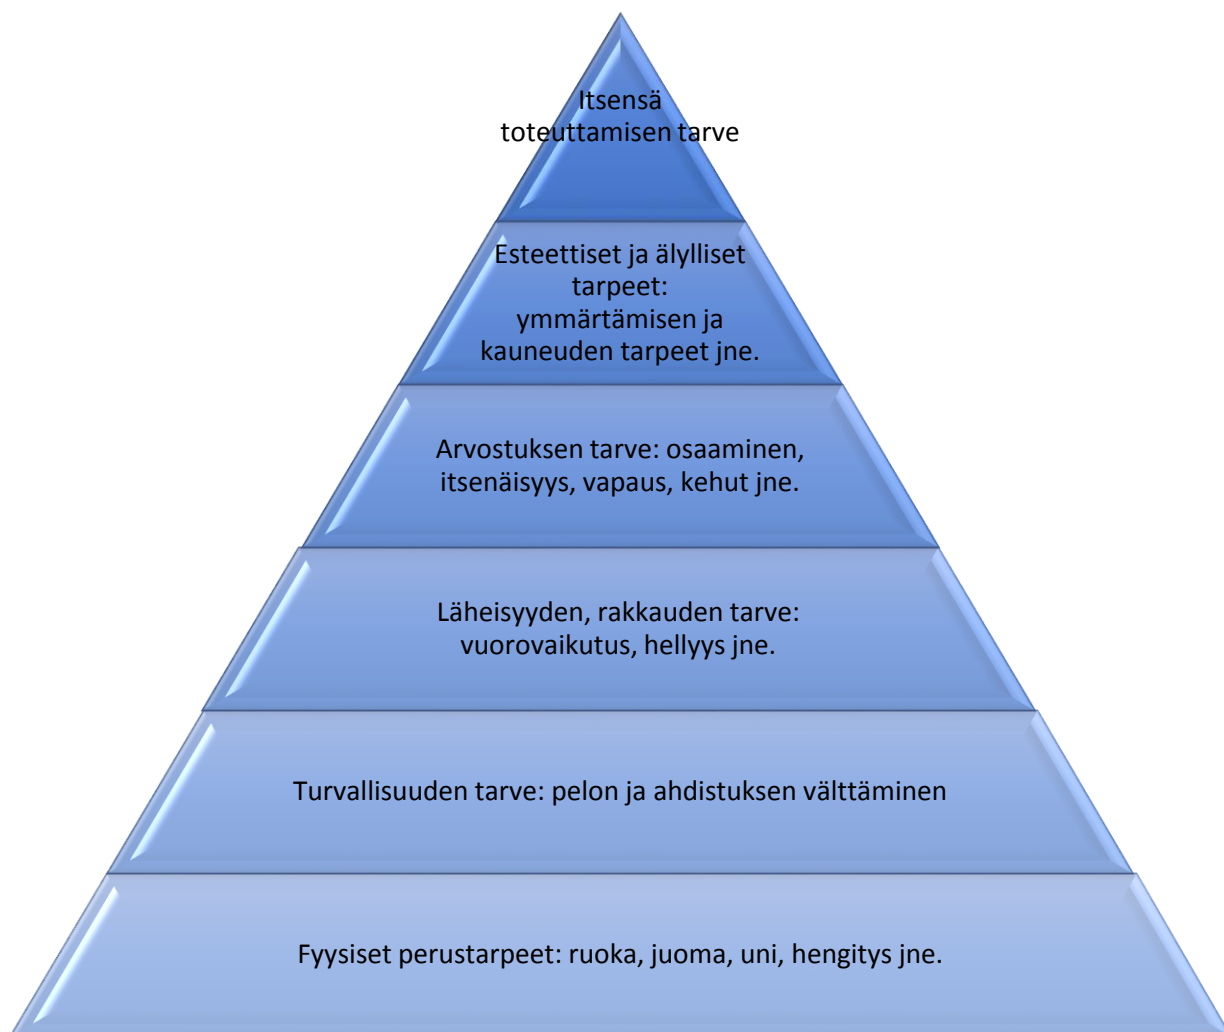 Itsensä
toteuttamisen tarve
Esteettiset ja älylliset
tarpeet:
ymmärtämisen ja
kauneuden tarpeet jne.
Arvostuksen tarve: osaaminen,
itsenäisyys, vapaus, kehut jne.
Läheisyyden, rakkauden tarve:
vuorovaikutus, hellyys jne.
Turvallisuuden tarve: pelon ja ahdistuksen välttäminen
Fyysiset perustarpeet: ruoka, juoma, uni, hengitys jne.